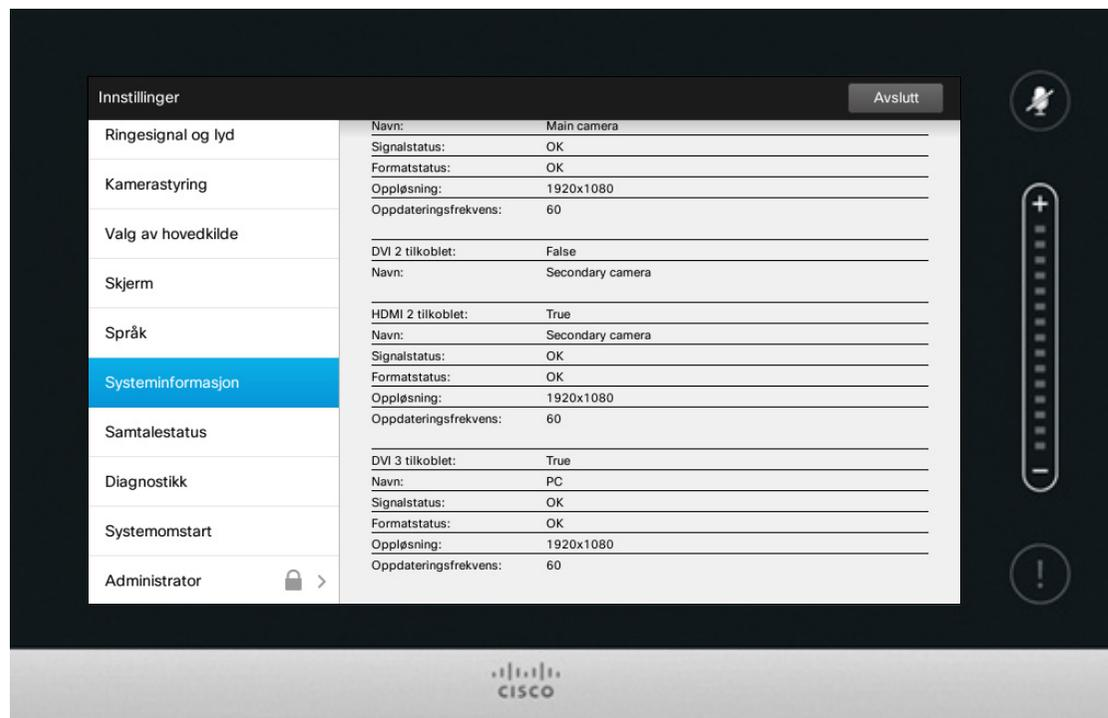 Innstillinger
Avslutt
Ringesignal og lyd
Kamerastyring
Valg av hovedkilde
Skjerm
Språk
Systeminformasjon
Samtalestatus
Diagnostikk
Systemomstart
Administrator
Navn: Main camera
Signalstatus: OK
Formatstatus: OK
Oppløsning: 1920x1080
Oppdateringsfrekvens: 60
DVI 2 tilkoblet: False
Navn: Secondary camera
HDMI 2 tilkoblet: True
Navn: Secondary camera
Signalstatus: OK
Formatstatus: OK
Oppløsning: 1920x1080
Oppdateringsfrekvens: 60
DVI 3 tilkoblet: True
Navn: PC
Signalstatus: OK
Formatstatus: OK
Oppløsning: 1920x1080
Oppdateringsfrekvens: 60
+
−
!
CISCO